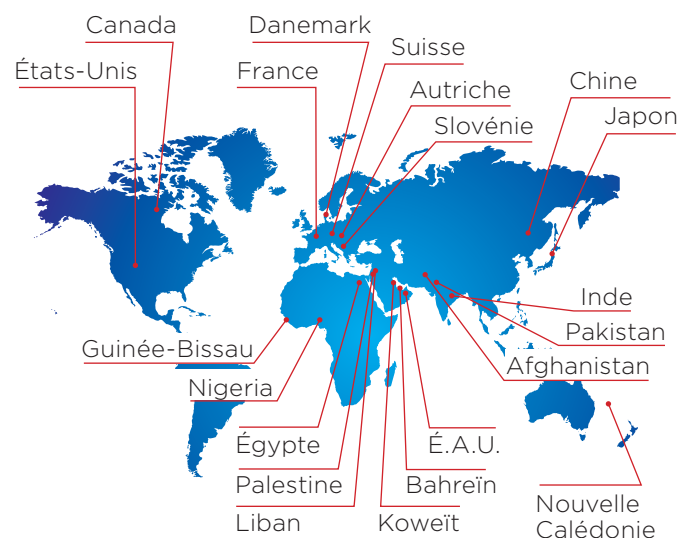 Canada
Danemark
Suisse
États-Unis
France
Autriche
Chine
Slovénie
Japon
Inde
Guinée-Bissau
Pakistan
Afghanistan
Nigeria
Égypte
É.A.U.
Palestine
Bahreïn
Liban
Koweït
Nouvelle
Calédonie